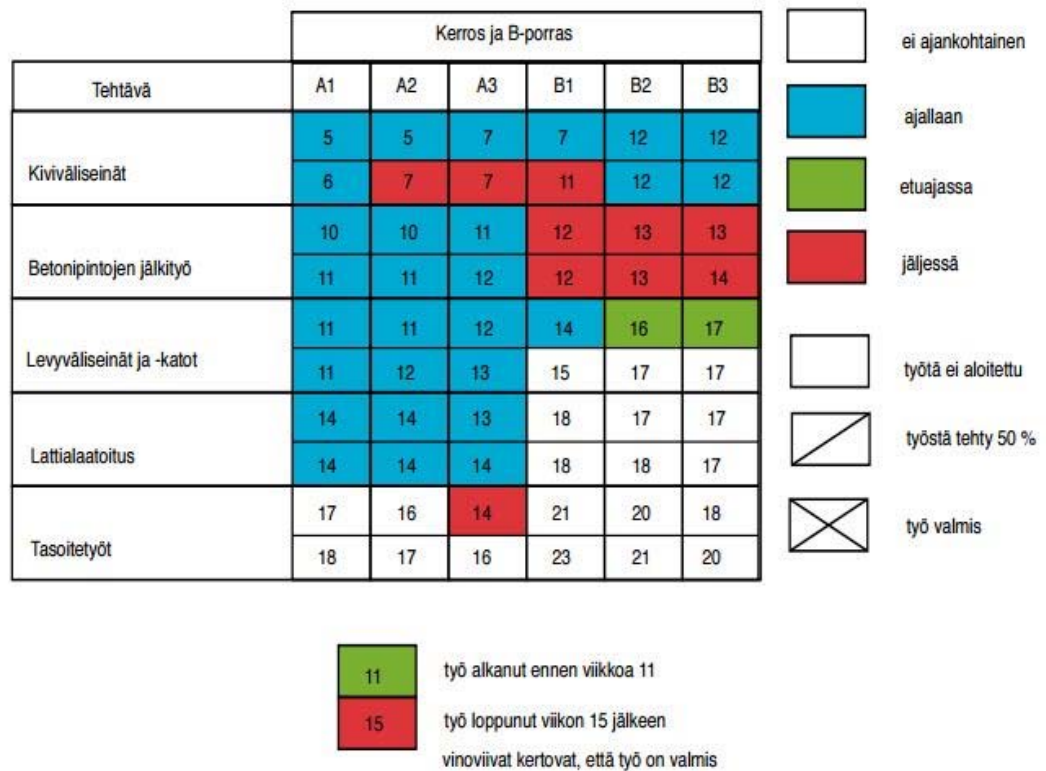 Kerros ja B-porras
Tehtävä A1 A2 A3 B1 B2 B3
5 5 7 7 12 12
Kiviväliseinät
6 7 7 11 12 12
10 10 11 12 13 13
Betonipintojen jälkityö
11 11 12 12 13 14
11 11 12 14 16 17
Levyväliseinät ja -katot
11 12 13 15 17 17
14 14 13 18 17 17
Lattialaatoitus
14 14 14 18 18 17
17 16 14 21 20 18
Tasoitetyöt
18 17 16 23 21 20
ei ajankohtainen
ajallaan
etuajassa
jäljessä
työtä ei aloitettu
työstä tehty 50 %
työ valmis
11 työ alkanut ennen viikkoa 11
15 työ loppunut viikon 15 jälkeen
vinoviivat kertovat, että työ on valmis